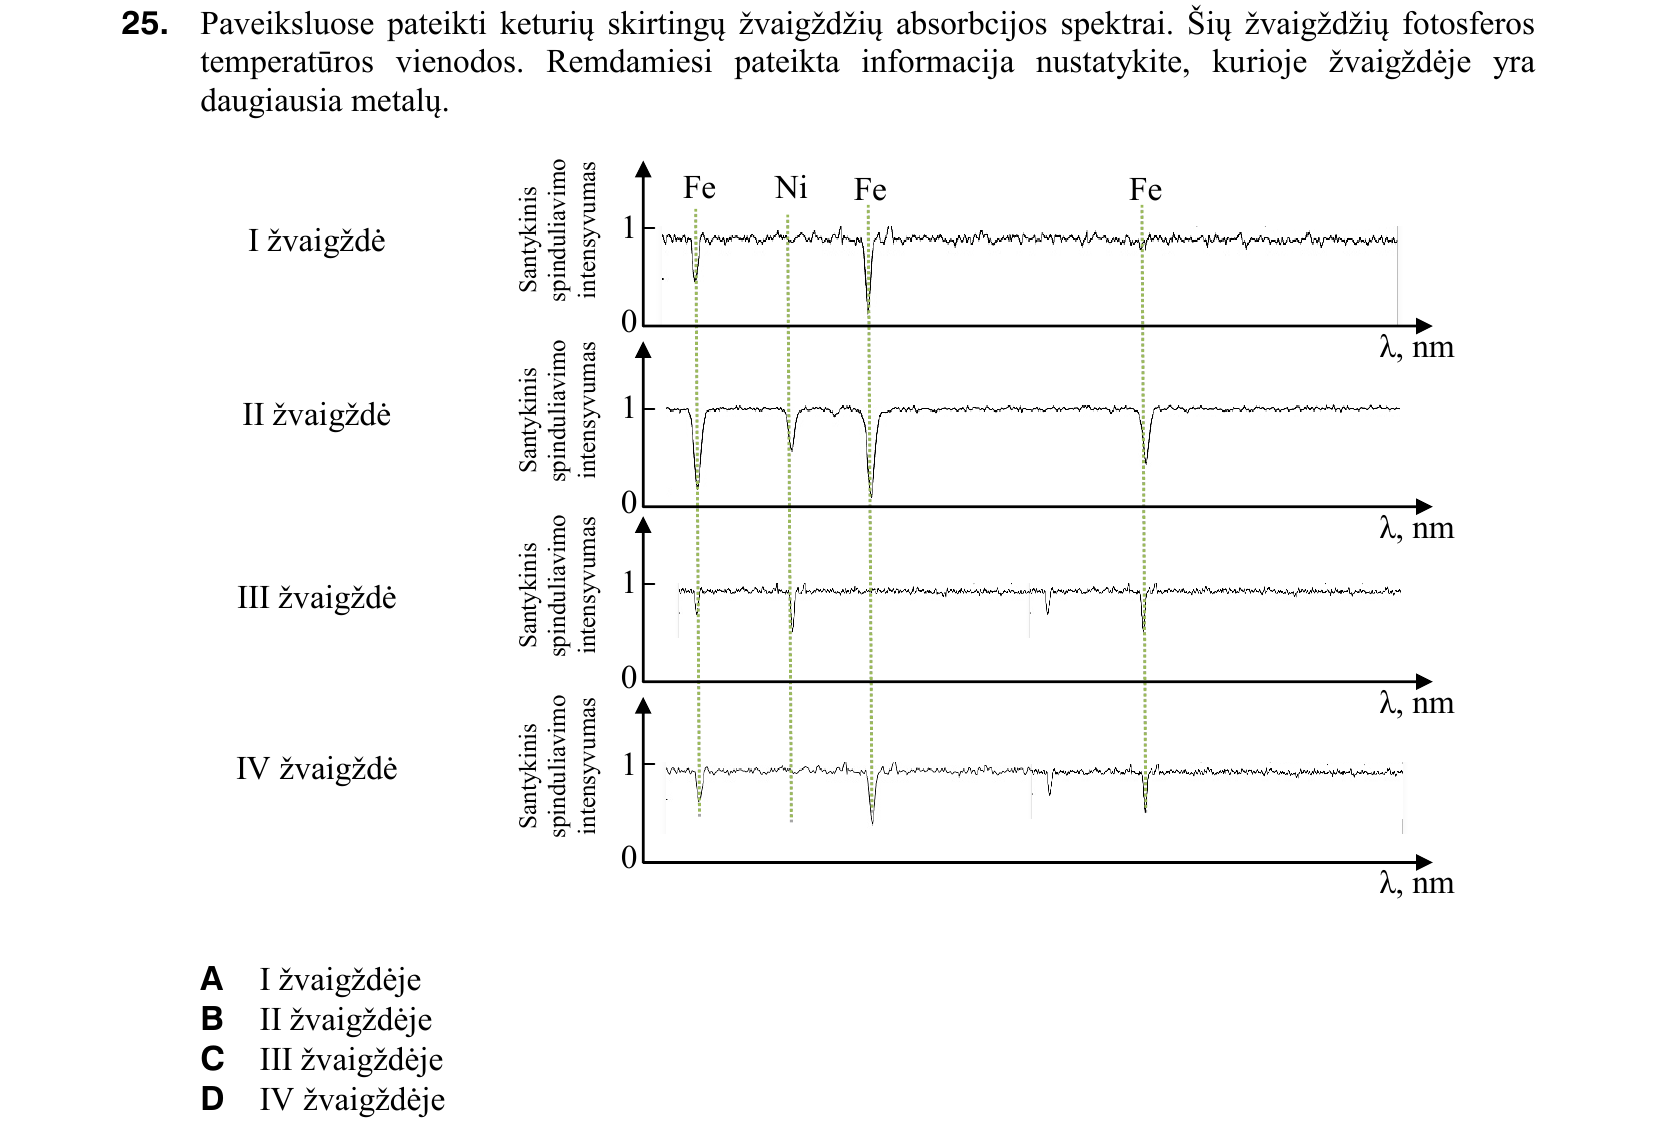 25. Paveiksluose pateikti keturių skirtingų žvaigždžių absorbcijos spektrai. Šių žvaigždžių fotosferos
temperatūros vienodos. Remdamiesi pateikta informacija nustatykite, kurioje žvaigždėje yra
daugiausia metalų.
Fe Ni Fe Fe
I žvaigždė
Santykinis
spinduliavimo
intensyvumas
1
0
λ, nm
II žvaigždė
Santykinis
spinduliavimo
intensyvumas
1
0
λ, nm
III žvaigždė
Santykinis
spinduliavimo
intensyvumas
1
0
λ, nm
IV žvaigždė
Santykinis
spinduliavimo
intensyvumas
1
0
λ, nm
A I žvaigždėje
B II žvaigždėje
C III žvaigždėje
D IV žvaigždėje